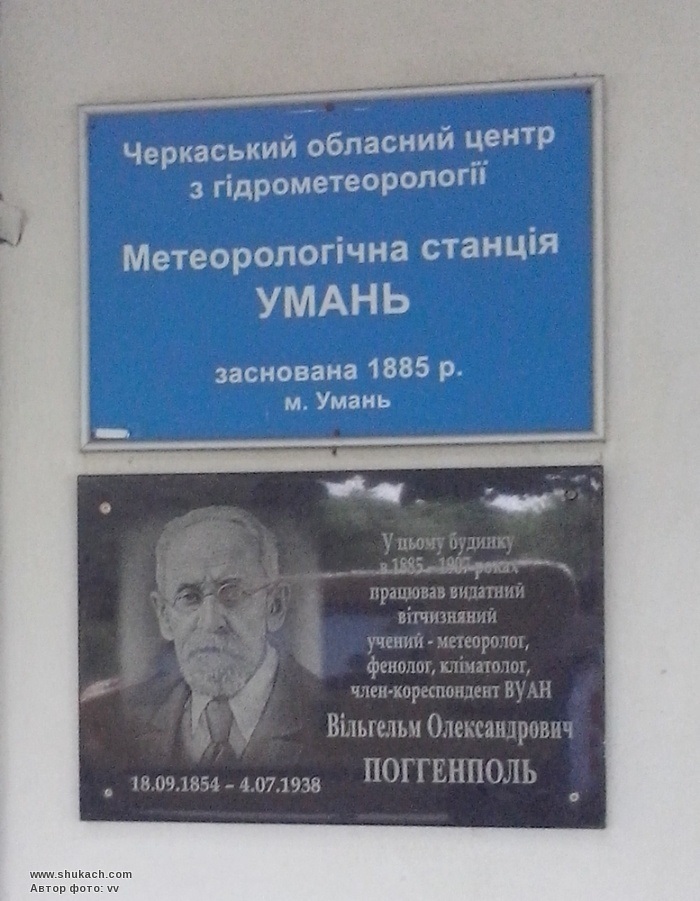 Черкаський обласний центр
з гідрометеорології
Метеорологічна станція
УМАНЬ
заснована 1885 р.
м. Умань
У цьому будинку
в 1885 - 1907 роках
працював видатний
вітчизняний
учений - метеоролог,
фенолог, кліматолог,
член-кореспондент ВУАН
Вільгельм Олександрович
ПОГГЕНПОЛЬ
18.09.1854 – 4.07.1938
www.shukach.com
Автор фото: vv